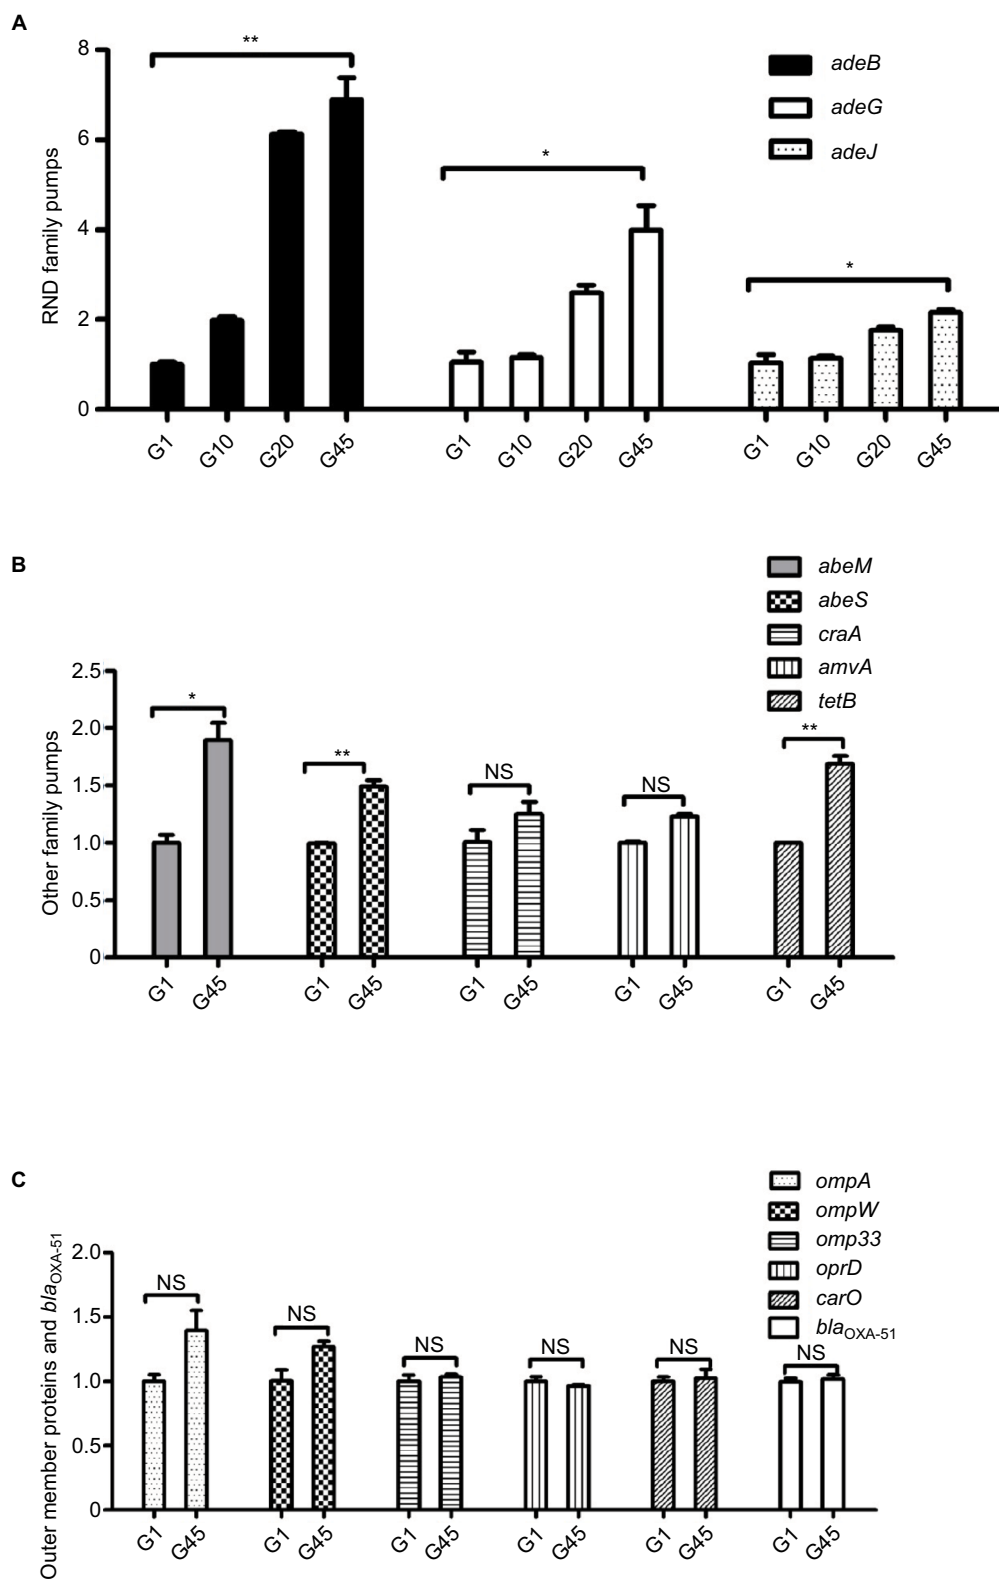 A
RND family pumps
8
6
4
2
0
**
*
*
adeB
adeG
adeJ
G1 G10 G20 G45 G1 G10 G20 G45 G1 G10 G20 G45
B
Other family pumps
2.5
2.0
1.5
1.0
0.5
0
*
**
NS
NS
**
abeM
abeS
craA
amvA
tetB
G1 G45 G1 G45 G1 G45 G1 G45 G1 G45
C
Outer member proteins and blaOXA-51
2.0
1.5
1.0
0.5
0
NS
NS
NS
NS
NS
NS
ompA
ompW
omp33
oprD
carO
blaOXA-51
G1 G45 G1 G45 G1 G45 G1 G45 G1 G45 G1 G45